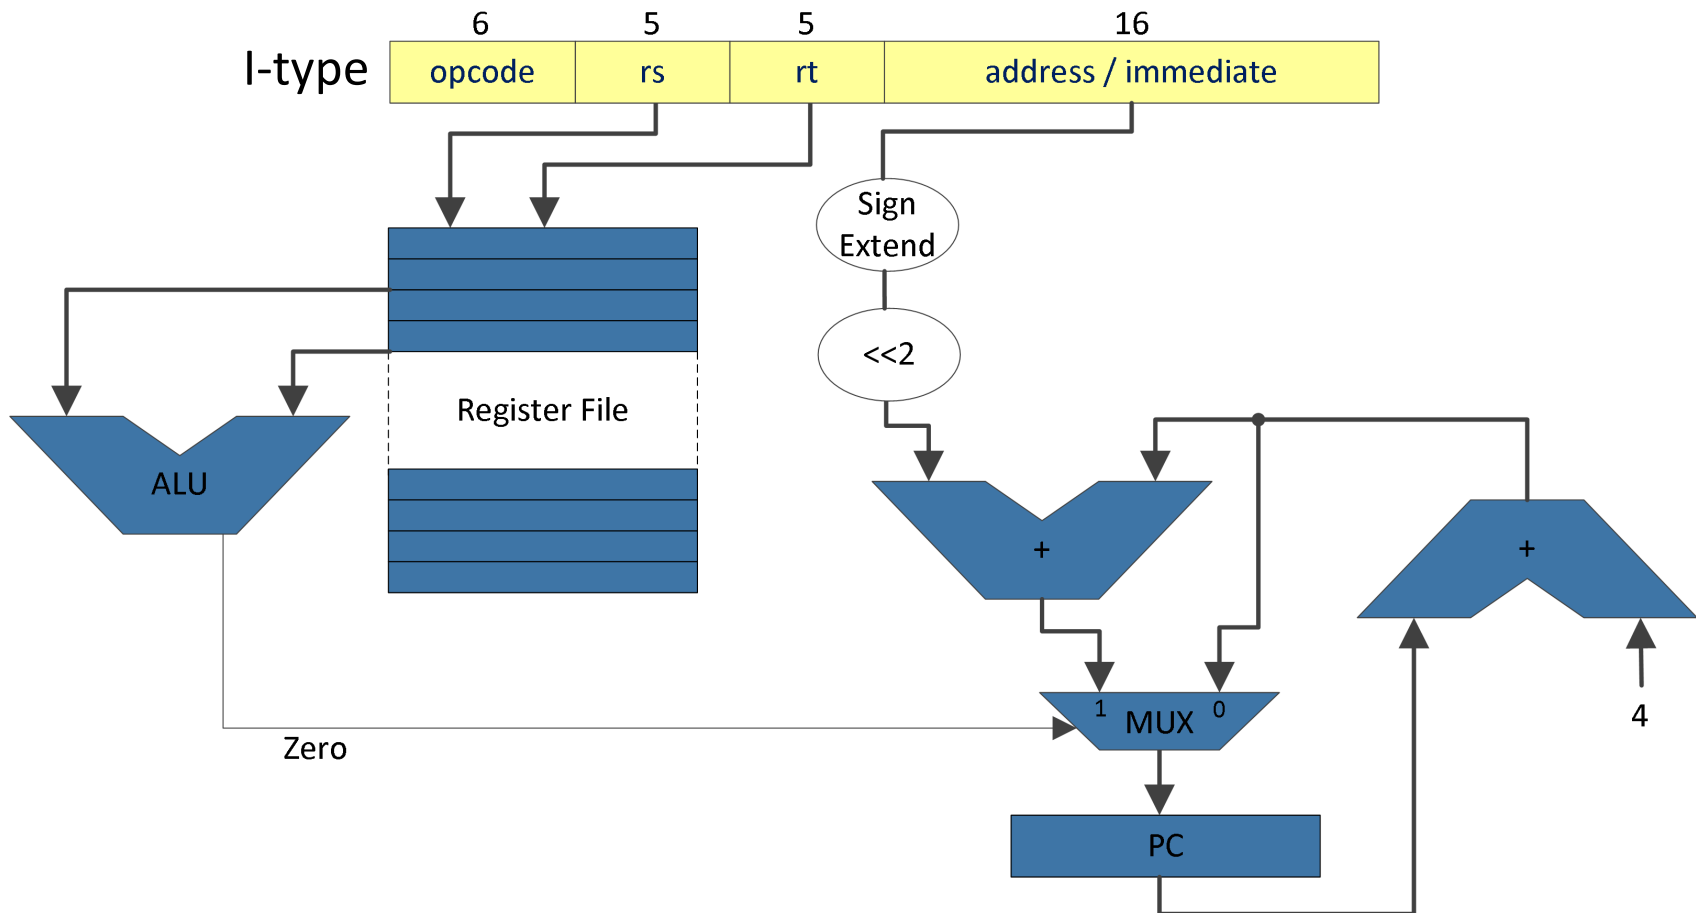 6 5 5 16
I-type opcode rs rt address / immediate
Sign
Extend
<<2
Register File
ALU
+
+
1 MUX 0
4
Zero
PC